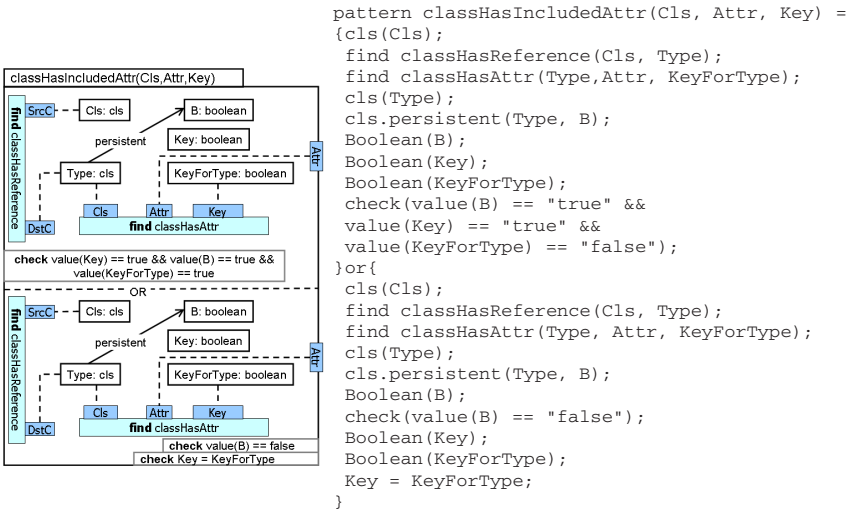 classHasIncludedAttr(Cls,Attr,Key)
find classHasReference
SrcC
Cls: cls
B: boolean
persistent
Key: boolean
Attr
Type: cls
KeyForType: boolean
Cls
Attr
Key
DstC
find classHasAttr
check value(Key) == true && value(B) == true &&
value(KeyForType) == true
OR
find classHasReference
SrcC
Cls: cls
B: boolean
persistent
Key: boolean
Attr
Type: cls
KeyForType: boolean
Cls
Attr
Key
DstC
find classHasAttr
check value(B) == false
check Key = KeyForType
pattern classHasIncludedAttr(Cls, Attr, Key) =
{cls(Cls);
find classHasReference(Cls, Type);
find classHasAttr(Type,Attr, KeyForType);
cls(Type);
cls.persistent(Type, B);
Boolean(B);
Boolean(Key);
Boolean(KeyForType);
check(value(B) == "true" &&
value(Key) == "true" &&
value(KeyForType) == "false");
}or{
cls(Cls);
find classHasReference(Cls, Type);
find classHasAttr(Type, Attr, KeyForType);
cls(Type);
cls.persistent(Type, B);
Boolean(B);
check(value(B) == "false");
Boolean(Key);
Boolean(KeyForType);
Key = KeyForType;
}